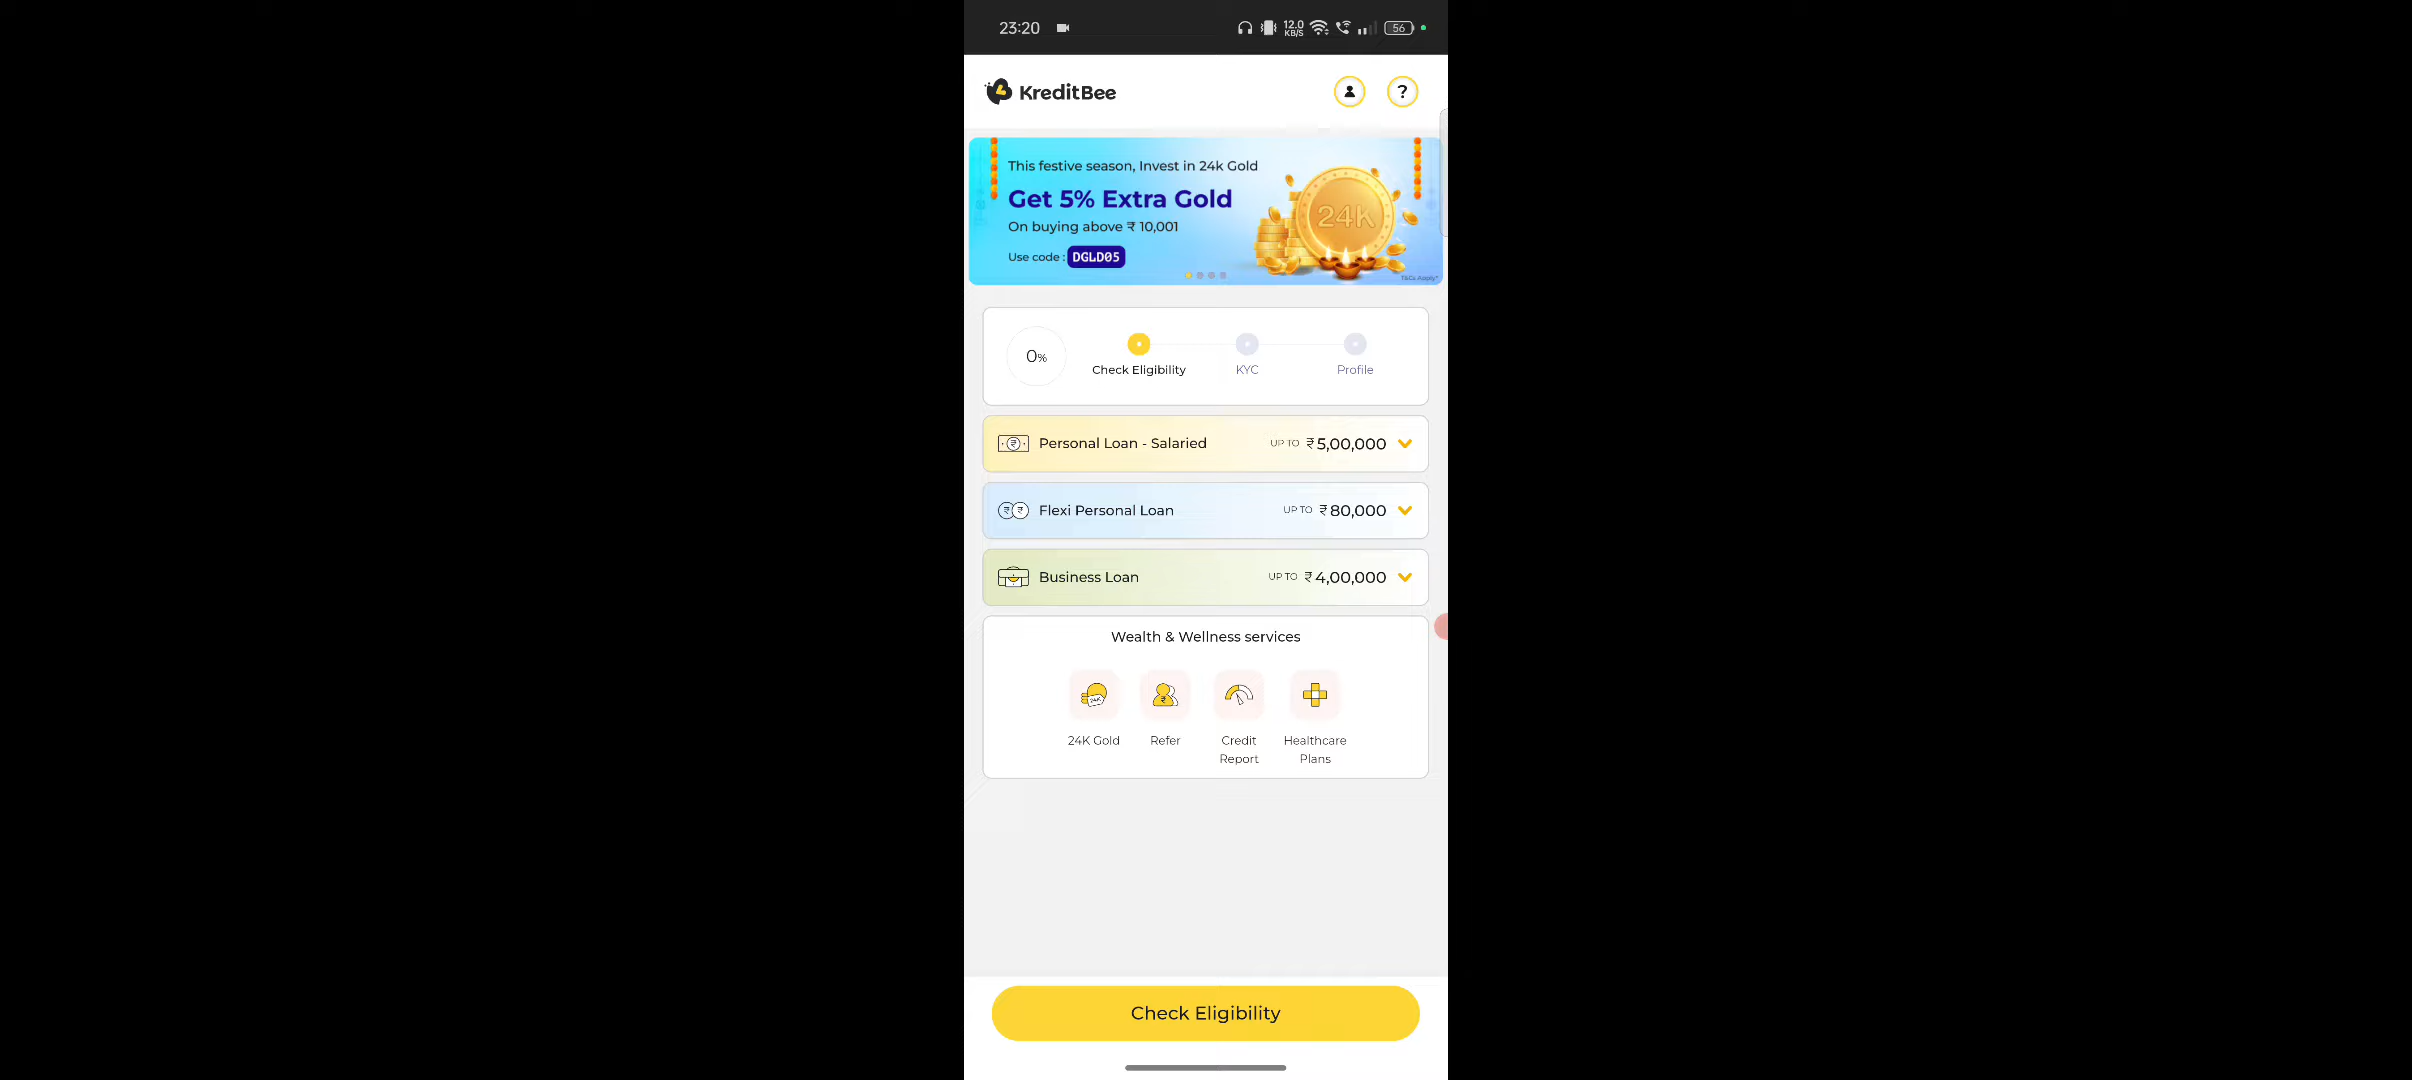 23:20
12.0
KB/S
56
KreditBee
?
This festive season, Invest in 24k Gold
Get 5% Extra Gold
On buying above ₹ 10,001
Use code : DGLD05
24K
T&Cs Apply*
0%
Check Eligibility
KYC
Profile
Personal Loan - Salaried UP TO ₹5,00,000
Flexi Personal Loan UP TO ₹80,000
Business Loan UP TO ₹4,00,000
Wealth & Wellness services
24K Gold
Refer
Credit
Report
Healthcare
Plans
Check Eligibility